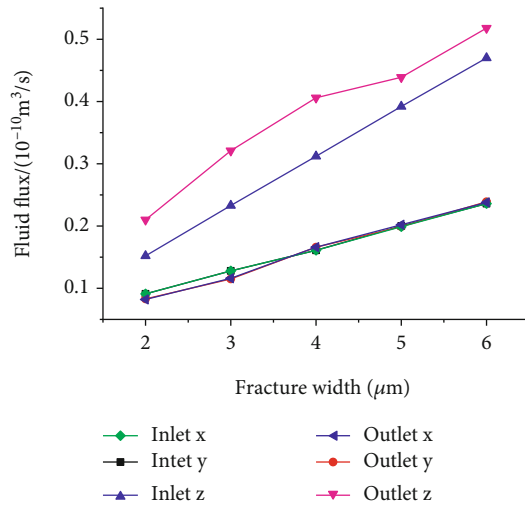 Fluid flux/(10⁻¹⁰m³/s)
0.5
0.4
0.3
0.2
0.1
2 3 4 5 6
Fracture width (μm)
Inlet x
Intet y
Inlet z
Outlet x
Outlet y
Outlet z